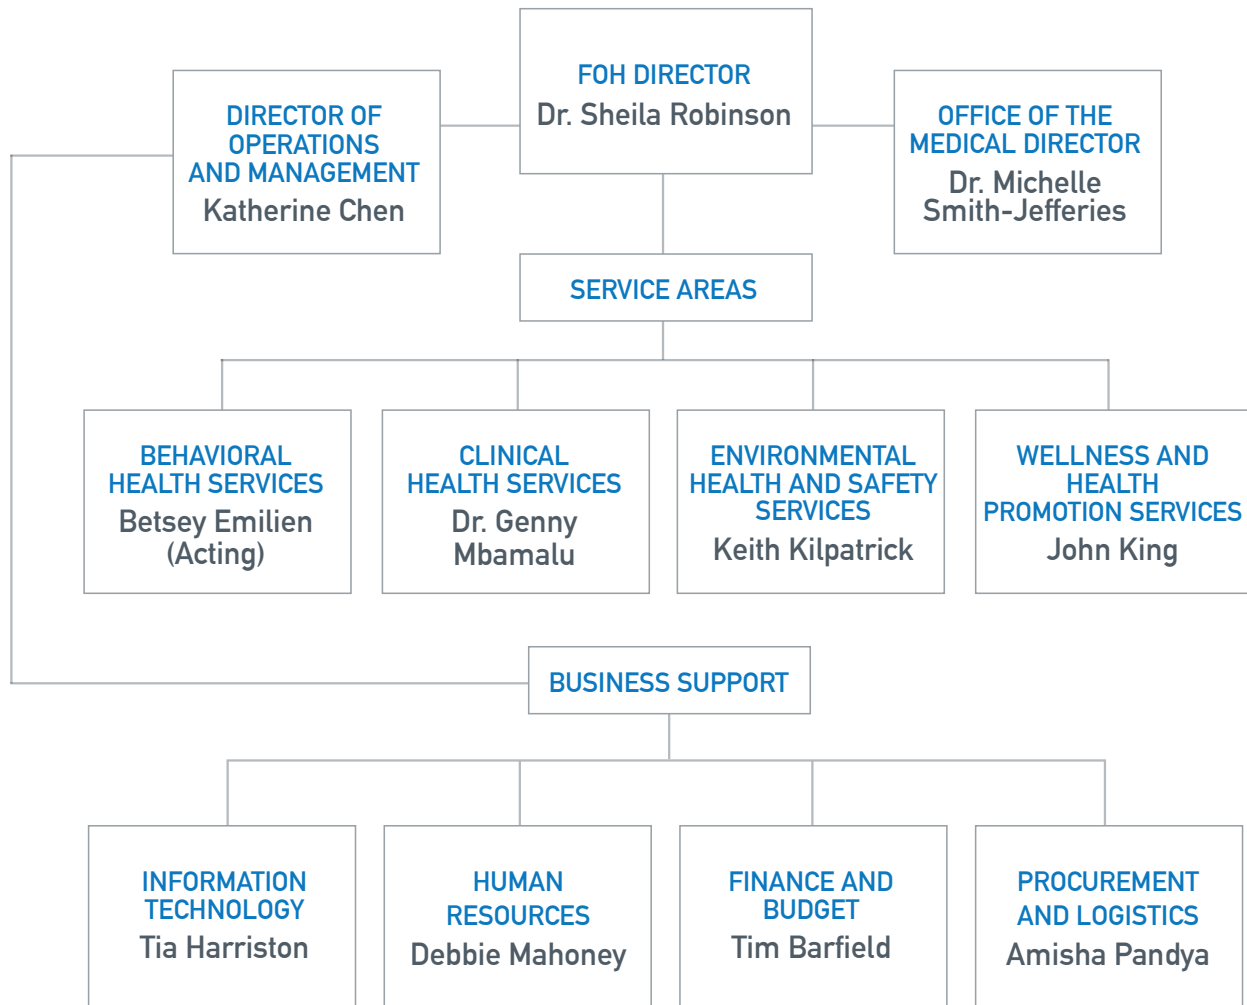 FOH DIRECTOR
Dr. Sheila Robinson
DIRECTOR OF
OPERATIONS
AND MANAGEMENT
Katherine Chen
OFFICE OF THE
MEDICAL DIRECTOR
Dr. Michelle
Smith-Jefferies
SERVICE AREAS
BEHAVIORAL
HEALTH SERVICES
Betsey Emilien
(Acting)
CLINICAL
HEALTH SERVICES
Dr. Genny
Mbamalu
ENVIRONMENTAL
HEALTH AND SAFETY
SERVICES
Keith Kilpatrick
WELLNESS AND
HEALTH
PROMOTION SERVICES
John King
BUSINESS SUPPORT
INFORMATION
TECHNOLOGY
Tia Harriston
HUMAN
RESOURCES
Debbie Mahoney
FINANCE AND
BUDGET
Tim Barfield
PROCUREMENT
AND LOGISTICS
Amisha Pandya